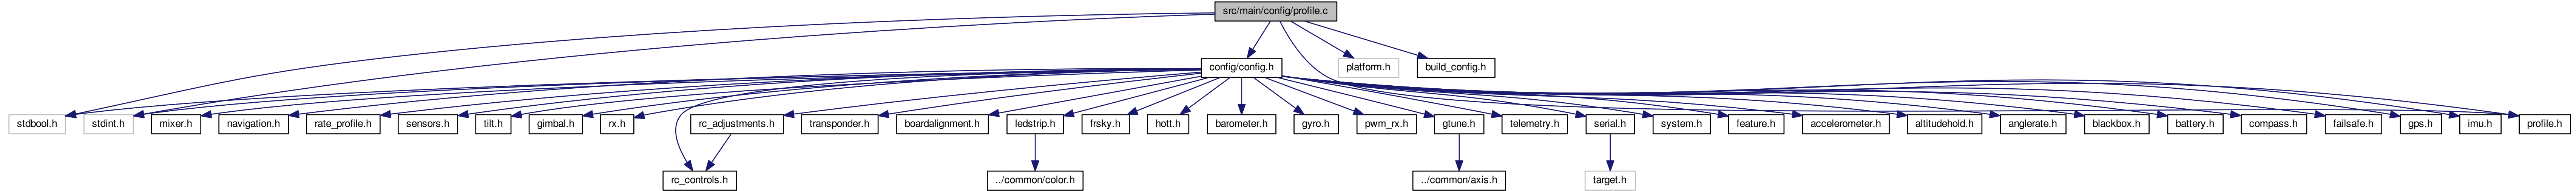 src/main/config/profile.c
config/config.h
platform.h
build_config.h
stdbool.h
stdint.h
mixer.h
navigation.h
rate_profile.h
sensors.h
tilt.h
gimbal.h
rx.h
rc_adjustments.h
transponder.h
boardalignment.h
ledstrip.h
frsky.h
hott.h
barometer.h
gyro.h
pwm_rx.h
gtune.h
telemetry.h
serial.h
system.h
feature.h
accelerometer.h
altitudehold.h
anglerate.h
blackbox.h
battery.h
compass.h
failsafe.h
gps.h
imu.h
profile.h
rc_controls.h
../common/color.h
../common/axis.h
target.h